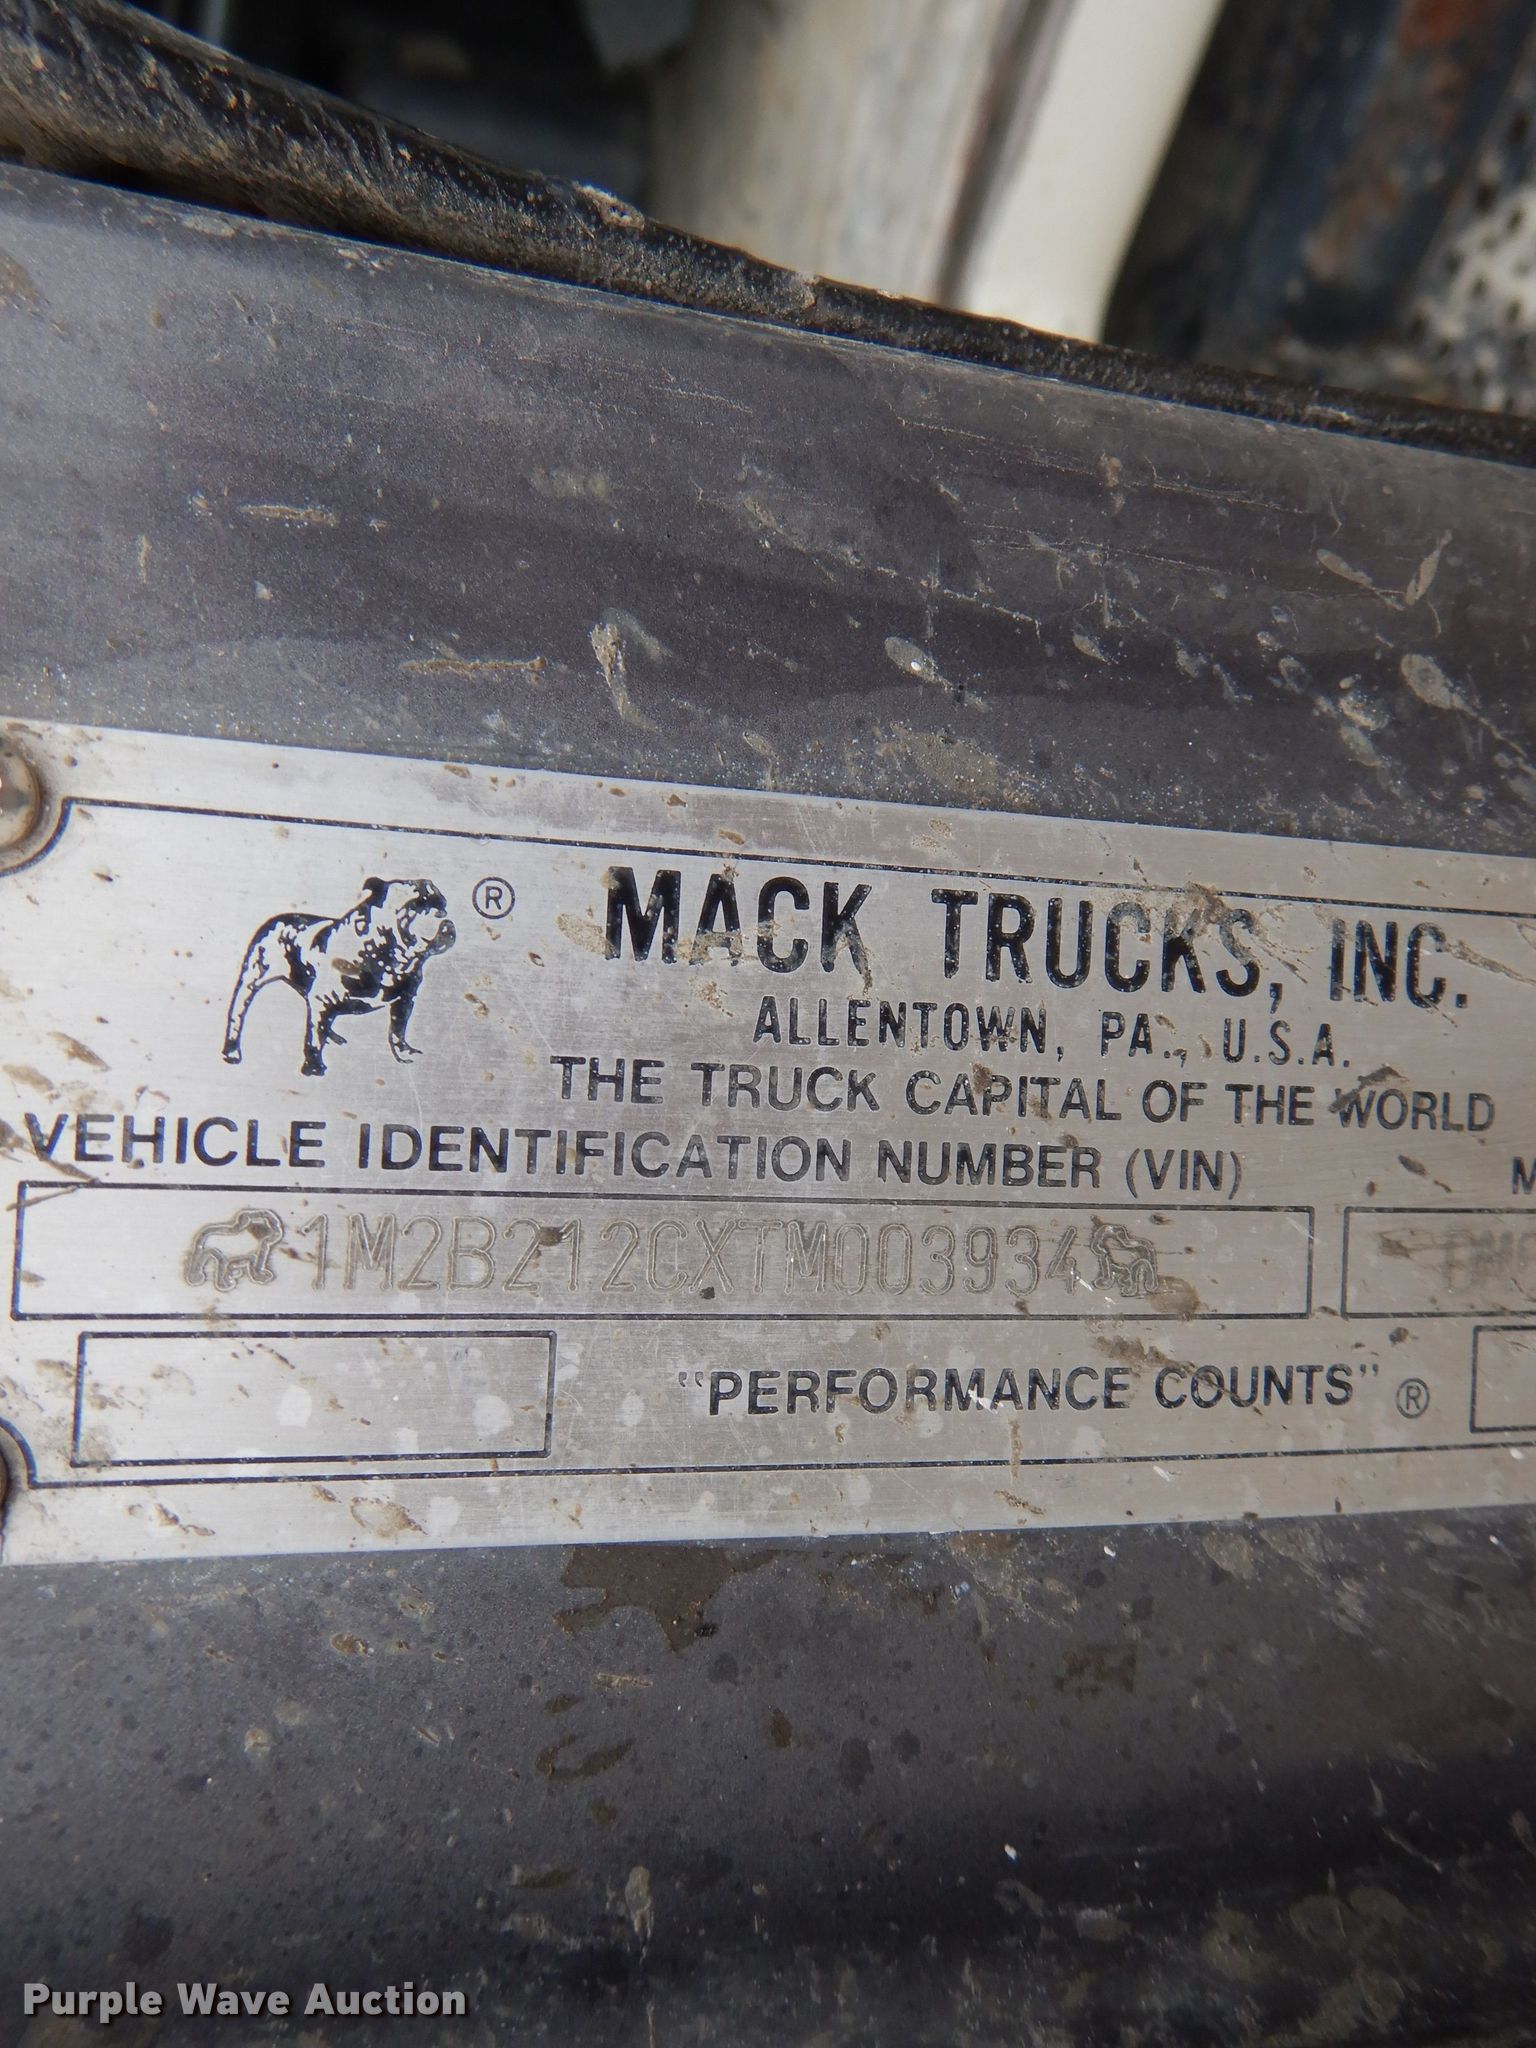 ®
MACK TRUCKS, INC.
ALLENTOWN, PA., U.S.A.
THE TRUCK CAPITAL OF THE WORLD
VEHICLE IDENTIFICATION NUMBER (VIN)
M
1M2B212CXTM003934
DM6
"PERFORMANCE COUNTS" ®
Purple Wave Auction